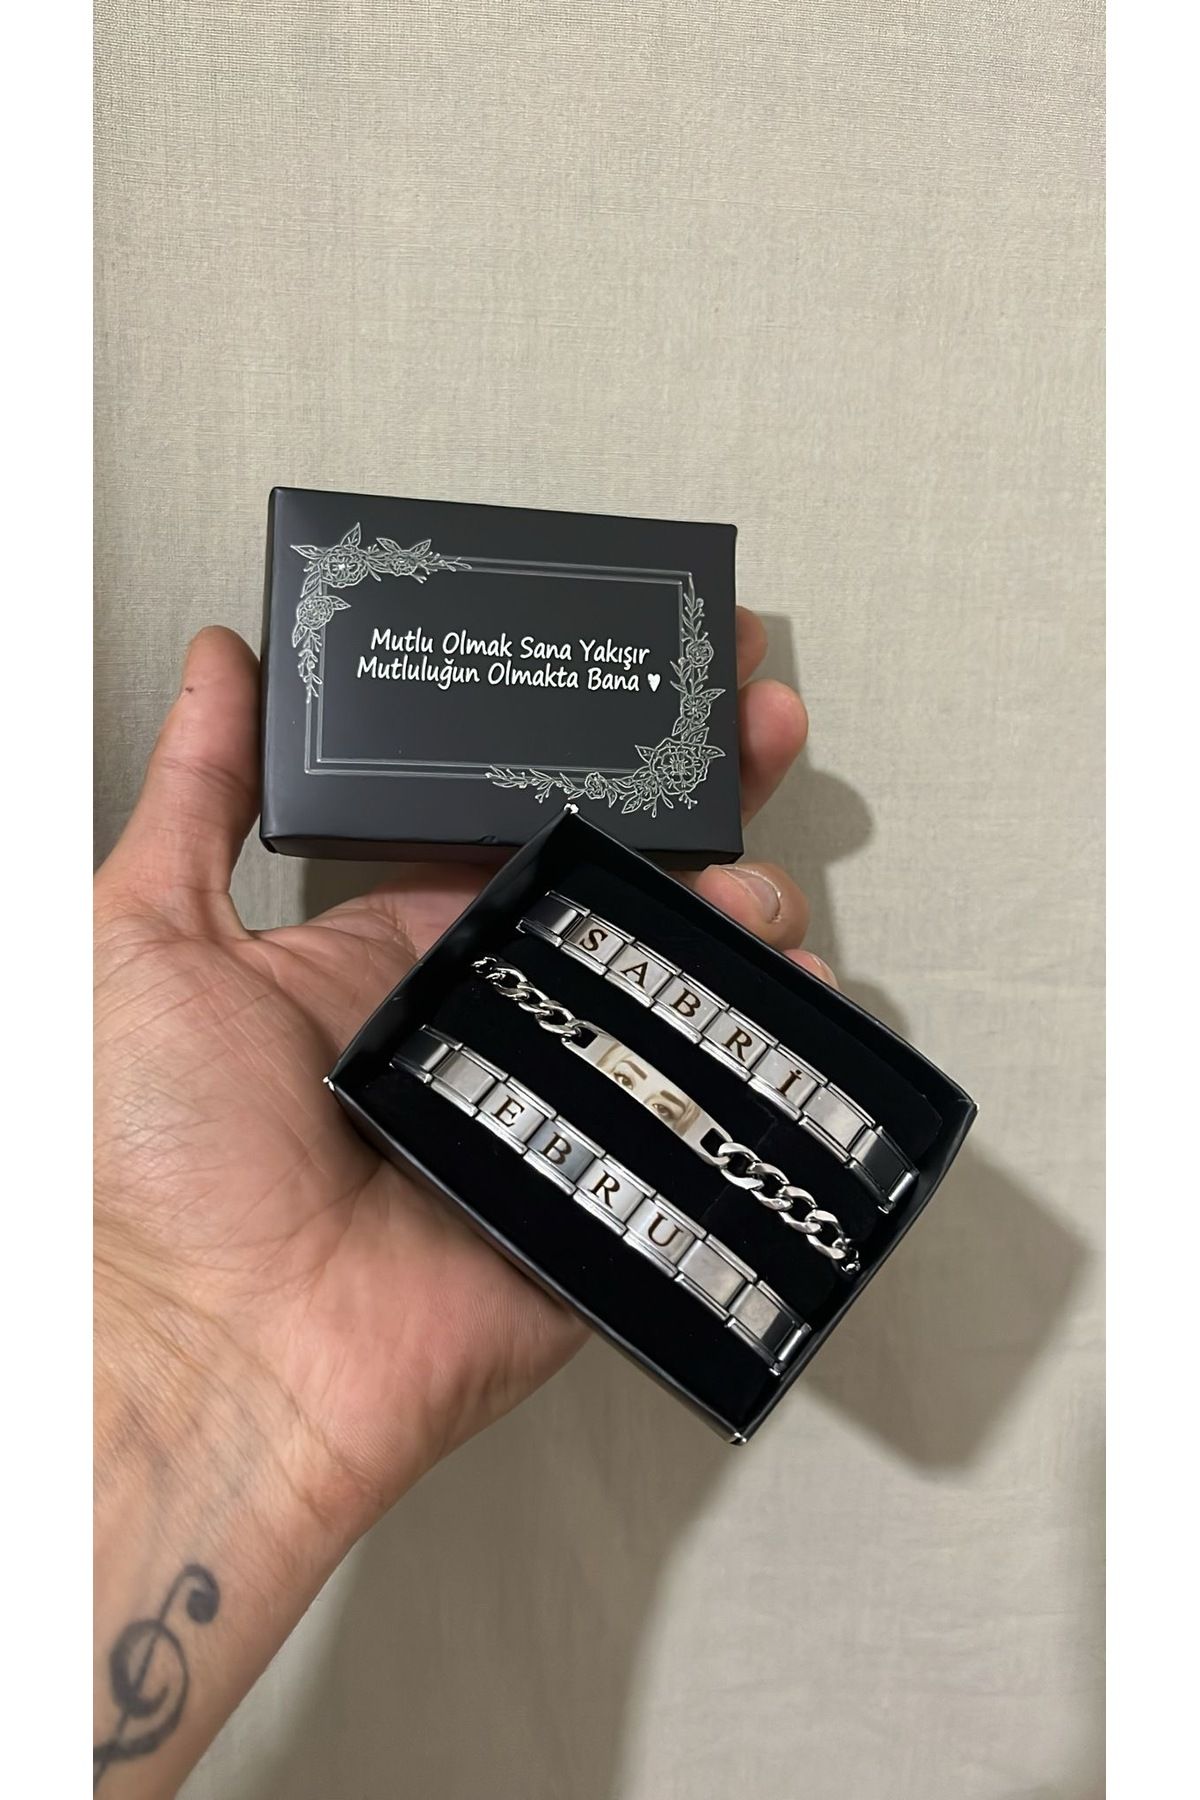 Mutlu Olmak Sana Yakışır
Mutluluğun Olmakta Bana ♥
SABRİ
EBRU